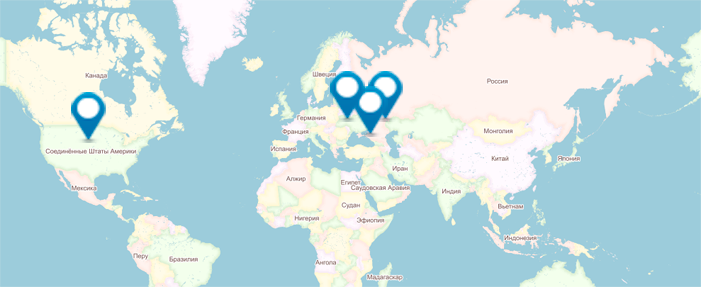 Швеция
Канада
Россия
Германия
Франция
Монголия
Испания
Соединённые Штаты Америки
Китай
Япония
Иран
Алжир
Египет
Мексика
Саудовская Аравия
Индия
Судан
Вьетнам
Нигерия
Эфиопия
Индонезия
Перу
Бразилия
Ангола
Мадагаскар